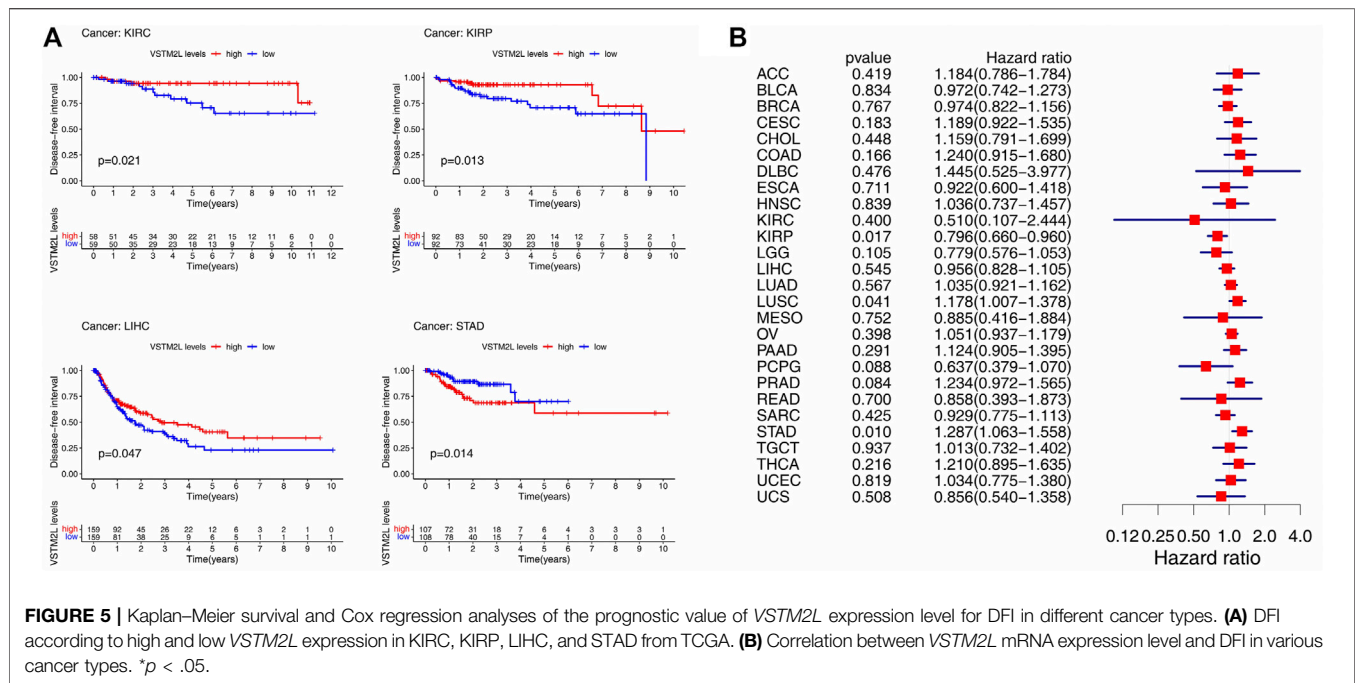 A
Cancer: KIRC
VSTM2L levels high low
Disease-free interval
1.00
0.75
0.50
0.25
0.00
p=0.021
0 1 2 3 4 5 6 7 8 9 10 11 12
Time(years)
VSTM2L levels
high 58 51 45 34 30 22 21 15 12 11 6 0 0
low 59 50 35 29 23 18 13 9 7 5 2 1 0
0 1 2 3 4 5 6 7 8 9 10 11 12
Time(years)
Cancer: KIRP
VSTM2L levels high low
Disease-free interval
1.00
0.75
0.50
0.25
0.00
p=0.013
0 1 2 3 4 5 6 7 8 9 10
Time(years)
VSTM2L levels
high 92 83 50 29 20 14 12 7 5 2 1
low 92 73 41 30 23 18 9 6 3 0 0
0 1 2 3 4 5 6 7 8 9 10
Time(years)
Cancer: LIHC
VSTM2L levels high low
Disease-free interval
1.00
0.75
0.50
0.25
0.00
p=0.047
0 1 2 3 4 5 6 7 8 9 10
Time(years)
VSTM2L levels
high 159 92 45 26 22 12 6 3 2 1 0
low 159 81 38 25 9 6 5 1 1 1 1
0 1 2 3 4 5 6 7 8 9 10
Time(years)
Cancer: STAD
VSTM2L levels high low
Disease-free interval
1.00
0.75
0.50
0.25
0.00
p=0.014
0 1 2 3 4 5 6 7 8 9 10
Time(years)
VSTM2L levels
high 107 72 31 18 7 6 4 3 3 3 1
low 108 78 40 15 7 4 1 0 0 0 0
0 1 2 3 4 5 6 7 8 9 10
Time(years)
B
pvalue Hazard ratio
ACC 0.419 1.184(0.786−1.784)
BLCA 0.834 0.972(0.742−1.273)
BRCA 0.767 0.974(0.822−1.156)
CESC 0.183 1.189(0.922−1.535)
CHOL 0.448 1.159(0.791−1.699)
COAD 0.166 1.240(0.915−1.680)
DLBC 0.476 1.445(0.525−3.977)
ESCA 0.711 0.922(0.600−1.418)
HNSC 0.839 1.036(0.737−1.457)
KIRC 0.400 0.510(0.107−2.444)
KIRP 0.017 0.796(0.660−0.960)
LGG 0.105 0.779(0.576−1.053)
LIHC 0.545 0.956(0.828−1.105)
LUAD 0.567 1.035(0.921−1.162)
LUSC 0.041 1.178(1.007−1.378)
MESO 0.752 0.885(0.416−1.884)
OV 0.398 1.051(0.937−1.179)
PAAD 0.291 1.124(0.905−1.395)
PCPG 0.088 0.637(0.379−1.070)
PRAD 0.084 1.234(0.972−1.565)
READ 0.700 0.858(0.393−1.873)
SARC 0.425 0.929(0.775−1.113)
STAD 0.010 1.287(1.063−1.558)
TGCT 0.937 1.013(0.732−1.402)
THCA 0.216 1.210(0.895−1.635)
UCEC 0.819 1.034(0.775−1.380)
UCS 0.508 0.856(0.540−1.358)
0.12 0.25 0.50 1.0 2.0 4.0
Hazard ratio
FIGURE 5 | Kaplan–Meier survival and Cox regression analyses of the prognostic value of VSTM2L expression level for DFI in different cancer types. (A) DFI
according to high and low VSTM2L expression in KIRC, KIRP, LIHC, and STAD from TCGA. (B) Correlation between VSTM2L mRNA expression level and DFI in various
cancer types. *p < .05.